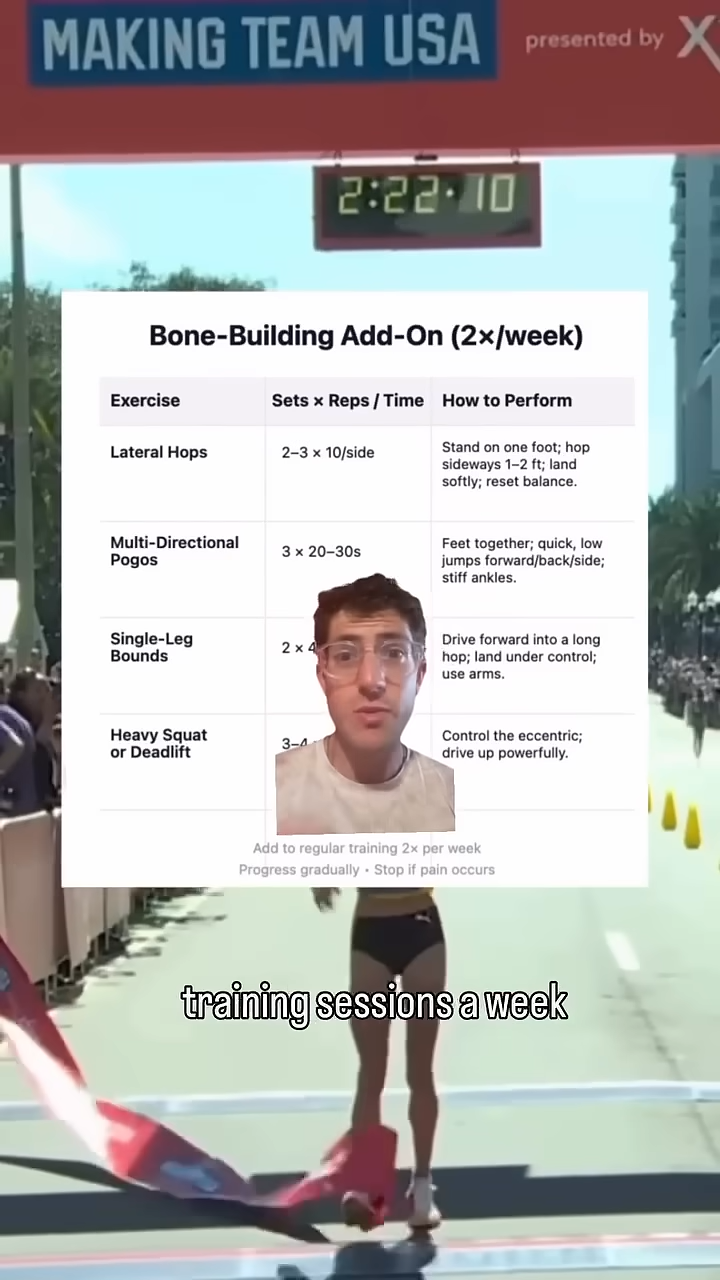 MAKING TEAM USA
presented by X
2:22:10
Bone-Building Add-On (2×/week)
Exercise
Sets × Reps / Time
How to Perform
Lateral Hops
2–3 × 10/side
Stand on one foot; hop
sideways 1–2 ft; land
softly; reset balance.
Multi-Directional
Pogos
3 × 20–30s
Feet together; quick, low
jumps forward/back/side;
stiff ankles.
Single-Leg
Bounds
2 × 4
Drive forward into a long
hop; land under control;
use arms.
Heavy Squat
or Deadlift
3–4
Control the eccentric;
drive up powerfully.
Add to regular training 2× per week
Progress gradually • Stop if pain occurs
training sessions a week